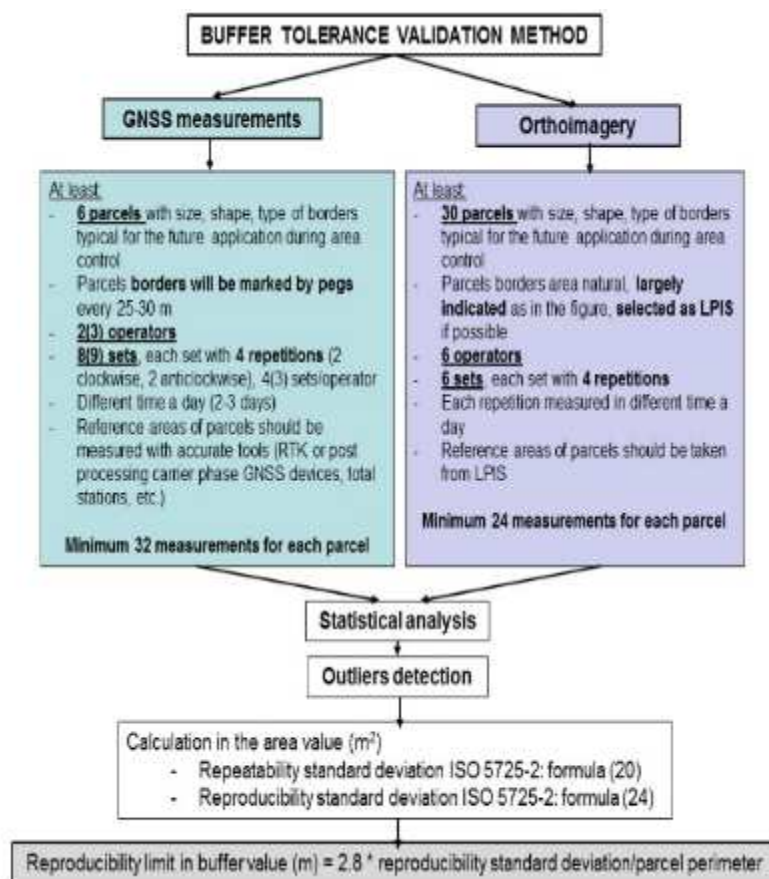 BUFFER TOLERANCE VALIDATION METHOD
GNSS measurements
At least:
- 6 parcels with size, shape, type of borders
typical for the future application during area
control
- Parcels borders will be marked by pegs
every 25-30 m
- 2(3) operators
- 8(9) sets, each set with 4 repetitions (2
clockwise, 2 anticlockwise), 4(3) sets/operator
- Different time a day (2-3 days)
- Reference areas of parcels should be
measured with accurate tools (RTK or post
processing carrier phase GNSS devices, total
stations, etc.)
Minimum 32 measurements for each parcel
Orthoimagery
At least:
- 30 parcels with size, shape, type of borders
typical for the future application during area
control
- Parcels borders area natural, largely
indicated as in the figure, selected as LPIS
if possible
- 6 operators
- 6 sets, each set with 4 repetitions
- Each repetition measured in different time a
day
- Reference areas of parcels should be taken
from LPIS
Minimum 24 measurements for each parcel
Statistical analysis
Outliers detection
Calculation in the area value (m²)
- Repeatability standard deviation ISO 5725-2: formula (20)
- Reproducibility standard deviation ISO 5725-2: formula (24)
Reproducibility limit in buffer value (m) = 2.8 * reproducibility standard deviation/parcel perimeter